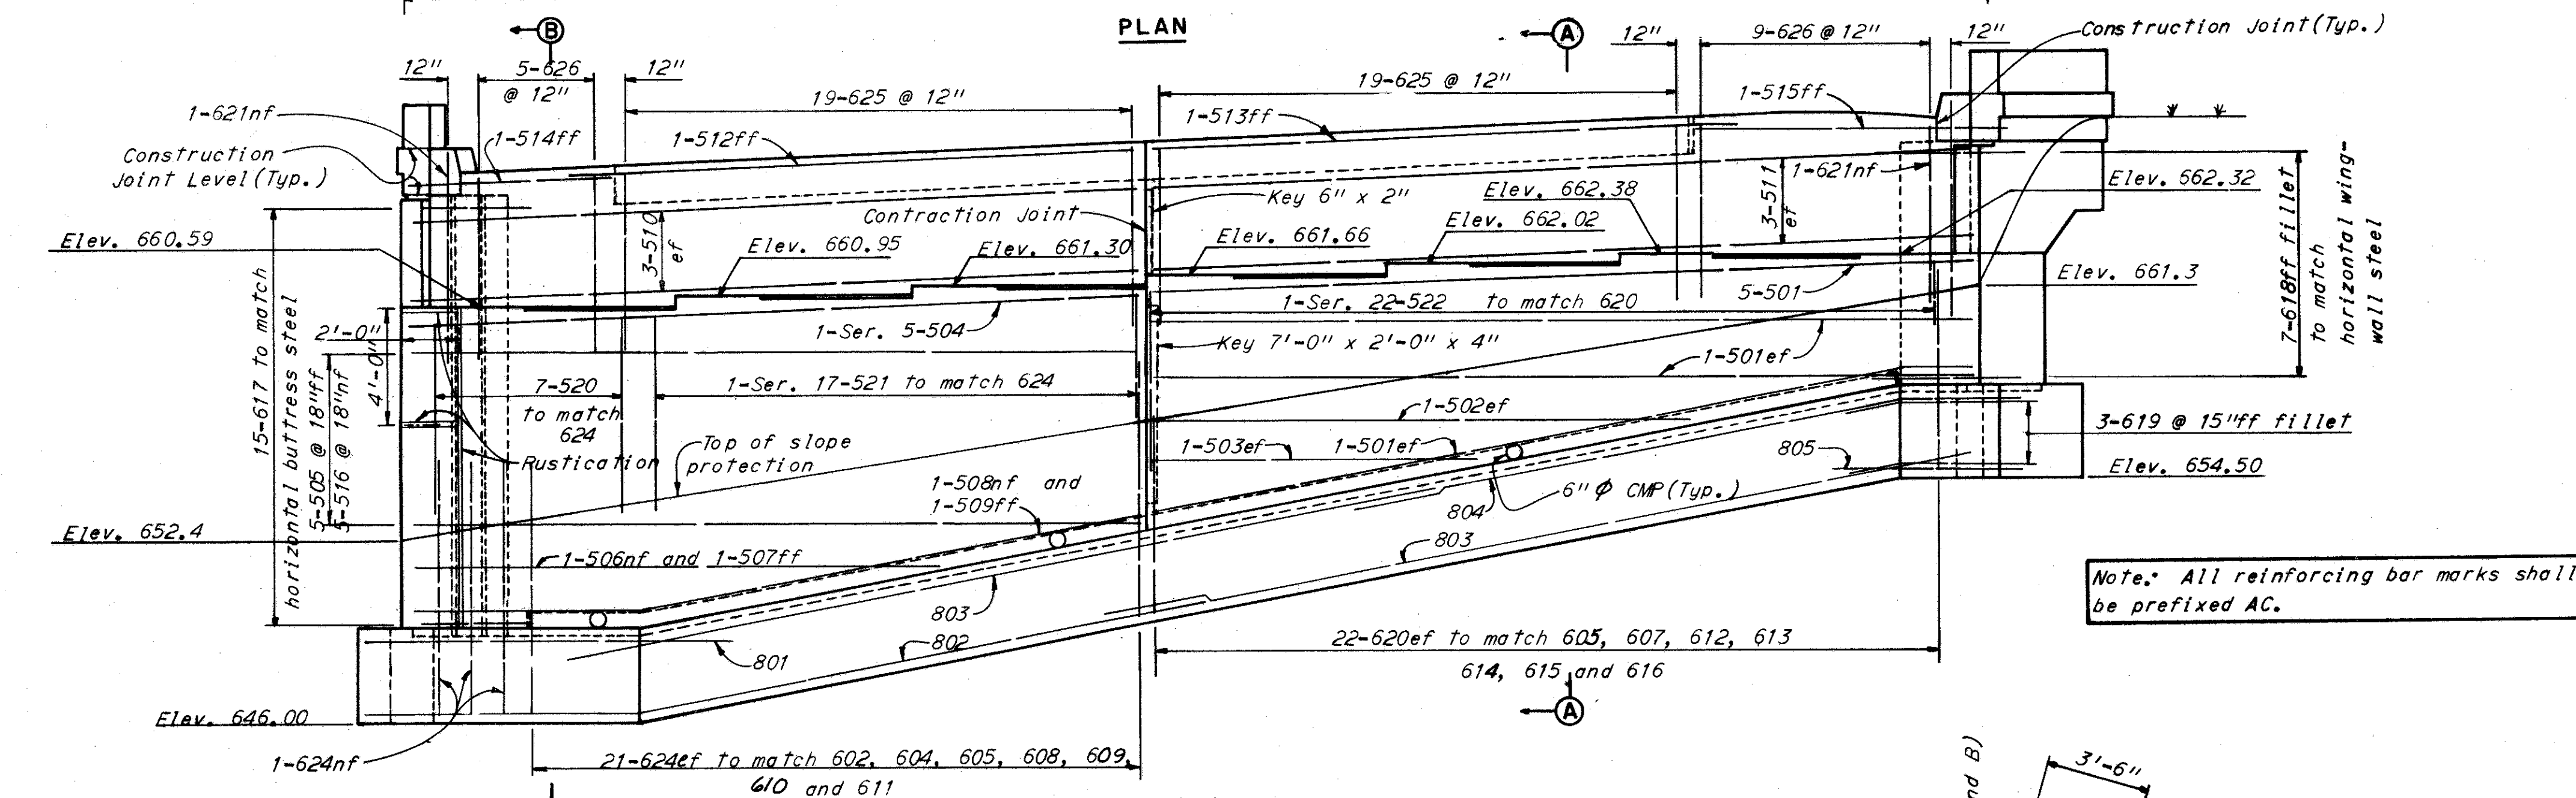 PLAN
B
A
12"
5-626
@ 12"
12"
19-625 @ 12"
19-625 @ 12"
12"
9-626 @ 12"
12"
Construction Joint (Typ.)
1-621nf
1-514ff
1-512ff
1-513ff
1-515ff
Construction
Joint Level (Typ.)
Key 6" x 2"
Contraction Joint
Elev. 662.38
1-621nf
Elev. 662.32
Elev. 660.59
3-510
ef
Elev. 660.95
Elev. 661.30
Elev. 661.66
Elev. 662.02
3-511
ef
Elev. 661.3
7-618ff fillet
to match
horizontal wing-
wall steel
1-Ser. 22-522 to match 620
5-501
1-Ser. 5-504
2'-0"
4'-0"
Key 7'-0" x 2'-0" x 4"
1-501ef
15-617 to match
horizontal buttress steel
5-505 @ 18"ff
5-516 @ 18"nf
7-520
to match
624
1-Ser. 17-521 to match 624
1-502ef
Top of slope
protection
Rustication
1-503ef
1-501ef
805
3-619 @ 15"ff fillet
Elev. 654.50
1-508nf and
1-509ff
6" Φ CMP (Typ.)
804
Elev. 652.4
1-506nf and 1-507ff
803
803
Note: All reinforcing bar marks shall
be prefixed AC.
801
802
22-620ef to match 605, 607, 612, 613
614, 615 and 616
A
Elev. 646.00
1-624nf
21-624ef to match 602, 604, 605, 608, 609,
610 and 611
nd B)
3'-6"